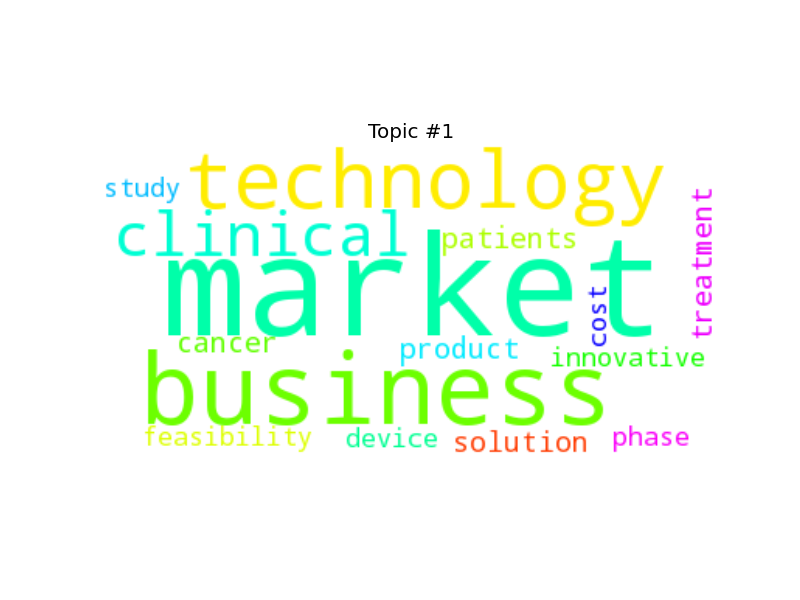 Topic #1
technology
study
clinical
patients
treatment
market
cost
cancer
product
innovative
business
feasibility
device
solution
phase